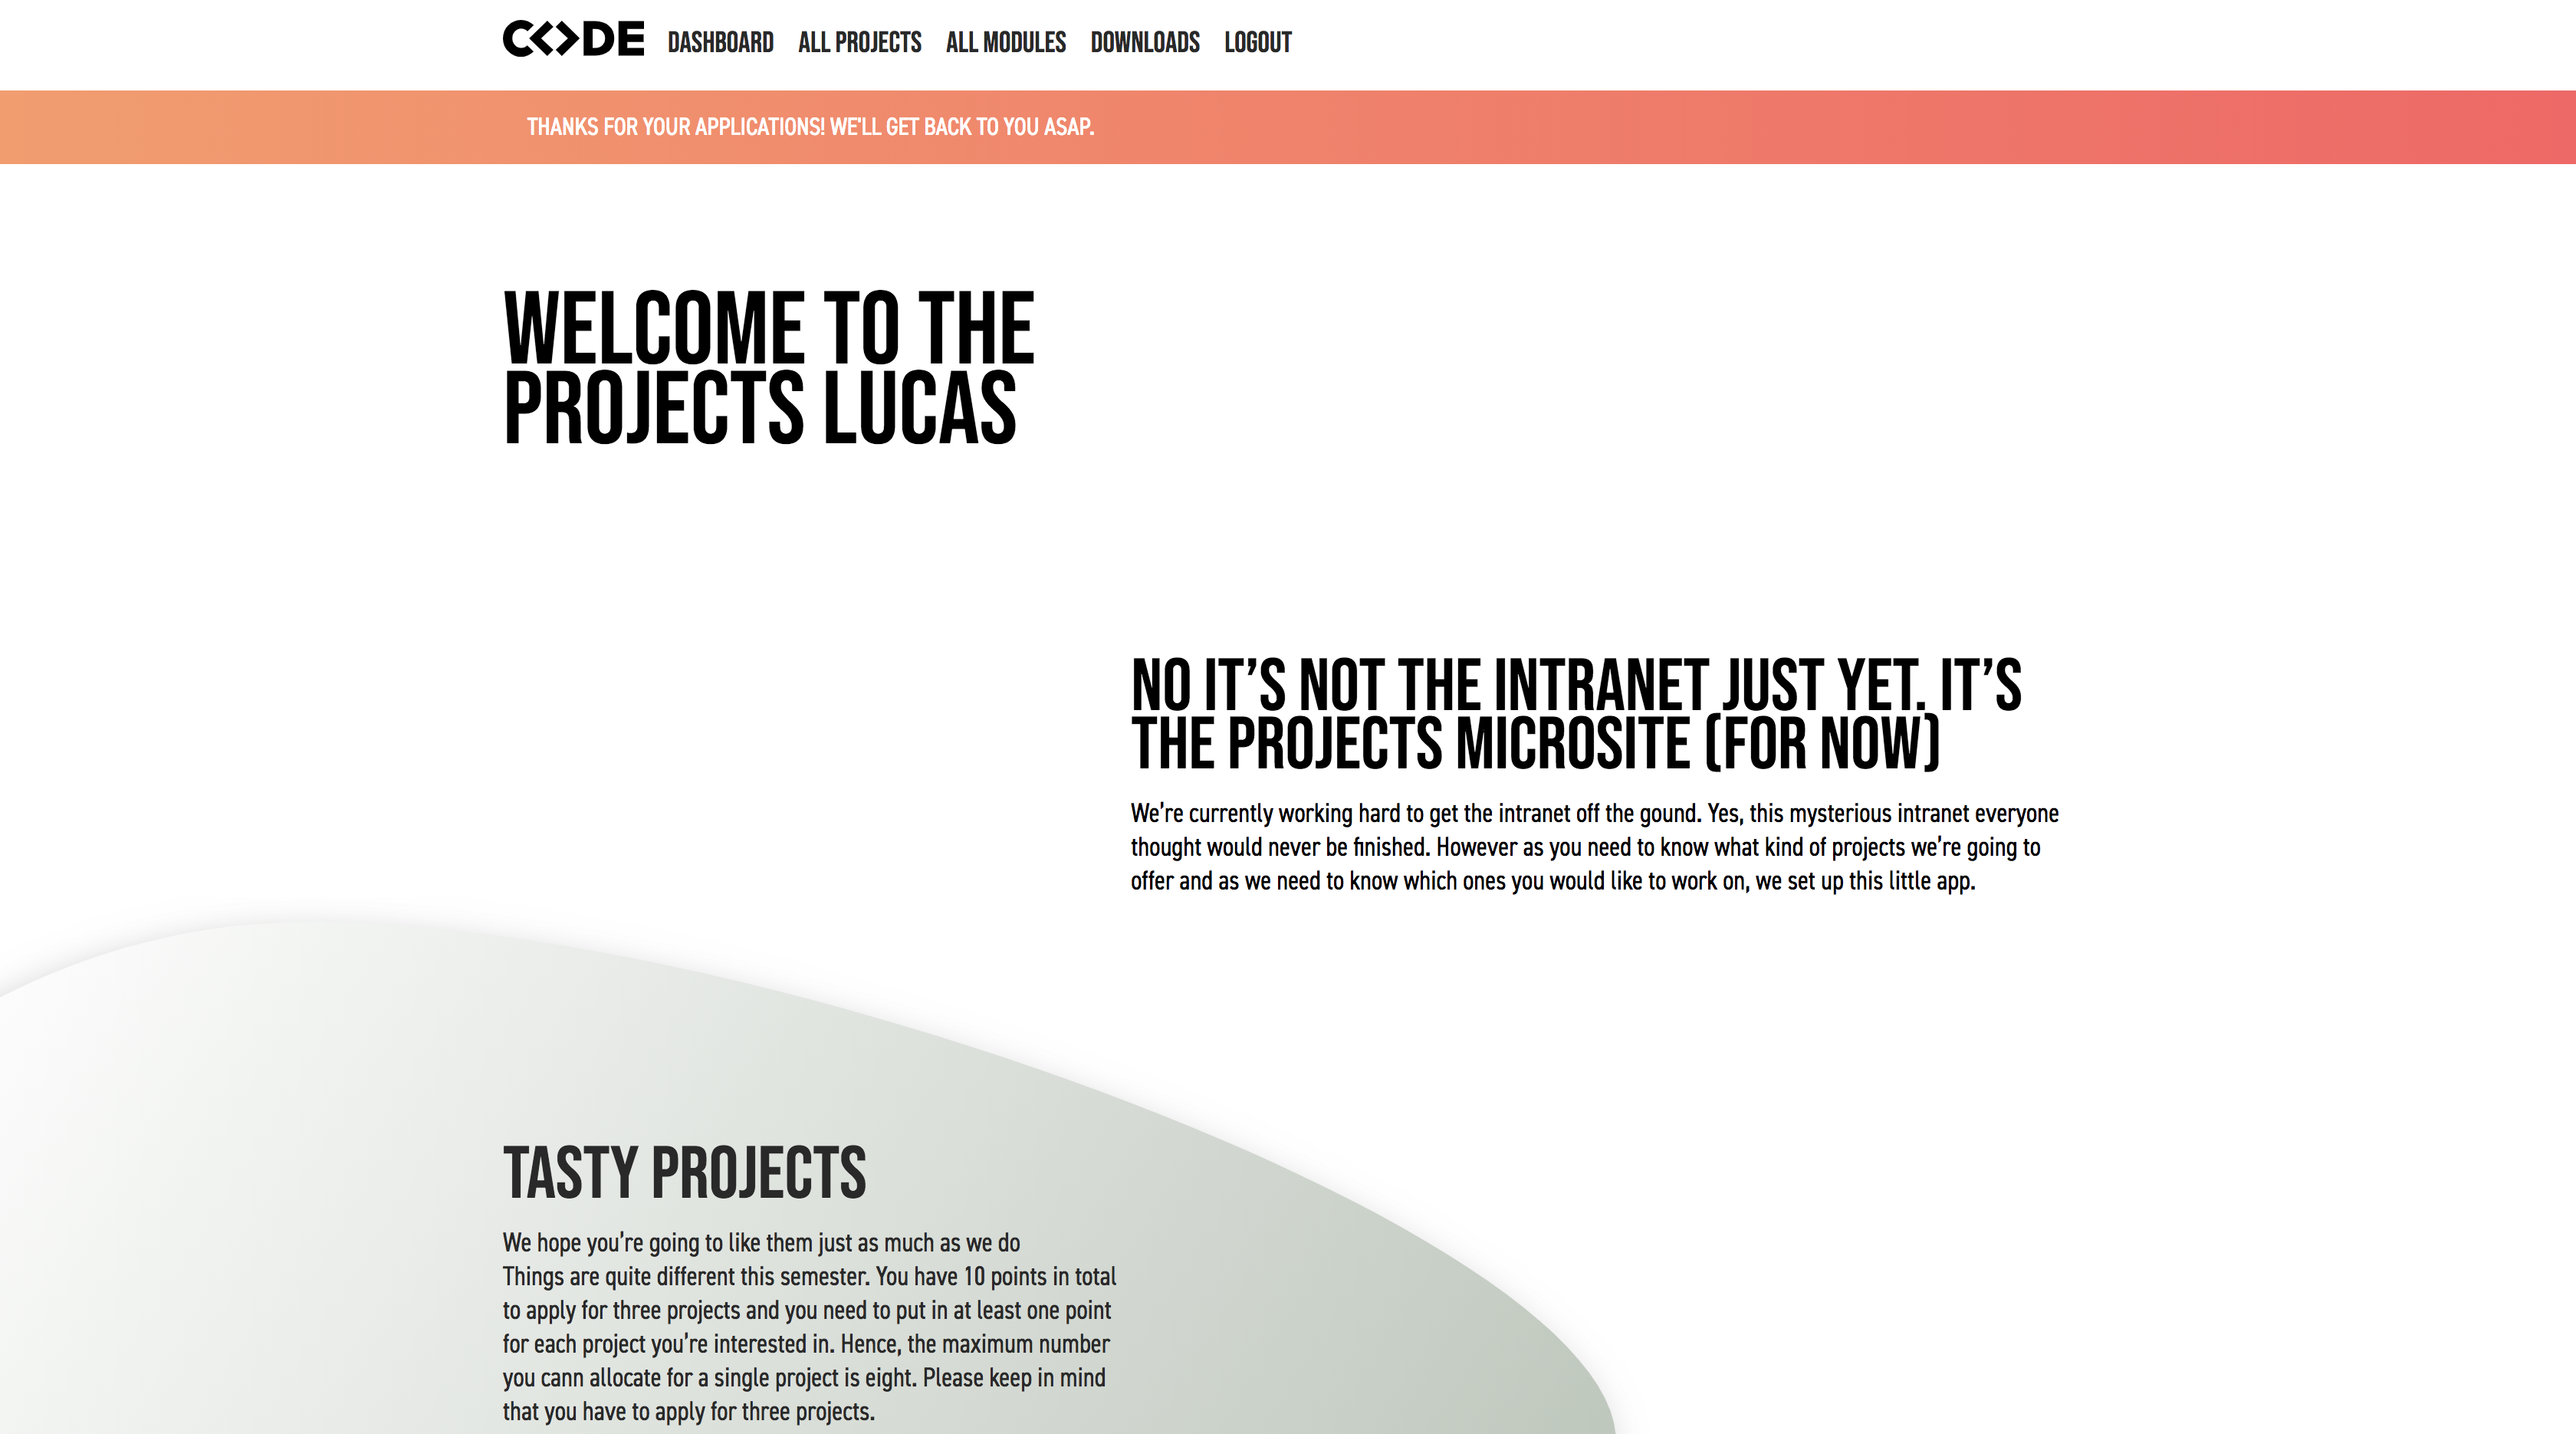 C<>DE DASHBOARD ALL PROJECTS ALL MODULES DOWNLOADS LOGOUT
THANKS FOR YOUR APPLICATIONS! WE'LL GET BACK TO YOU ASAP.
WELCOME TO THE
PROJECTS LUCAS
NO IT’S NOT THE INTRANET JUST YET. IT’S
THE PROJECTS MICROSITE (FOR NOW)
We’re currently working hard to get the intranet off the gound. Yes, this mysterious intranet everyone
thought would never be finished. However as you need to know what kind of projects we’re going to
offer and as we need to know which ones you would like to work on, we set up this little app.
TASTY PROJECTS
We hope you’re going to like them just as much as we do
Things are quite different this semester. You have 10 points in total
to apply for three projects and you need to put in at least one point
for each project you’re interested in. Hence, the maximum number
you cann allocate for a single project is eight. Please keep in mind
that you have to apply for three projects.